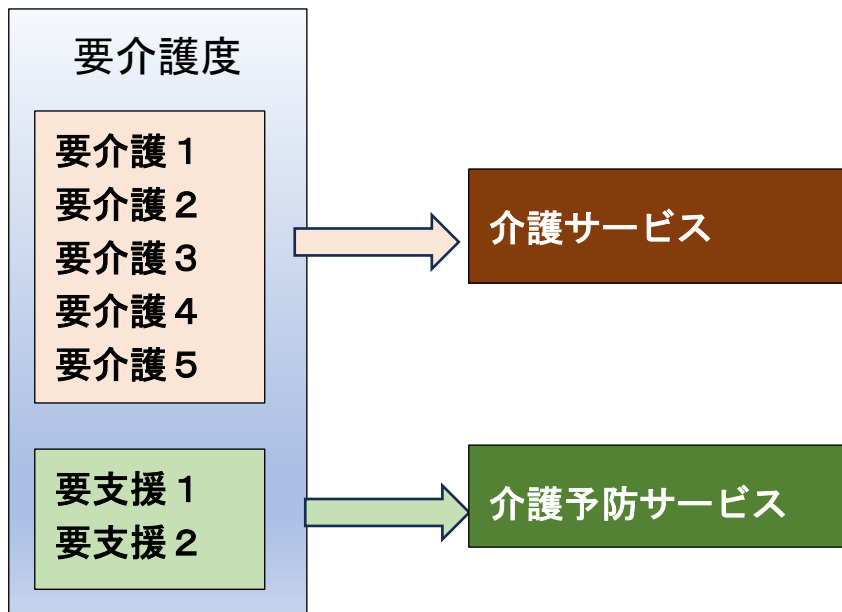 要介護度
要介護１
要介護２
要介護３
要介護４
要介護５
介護サービス
要支援１
要支援２
介護予防サービス